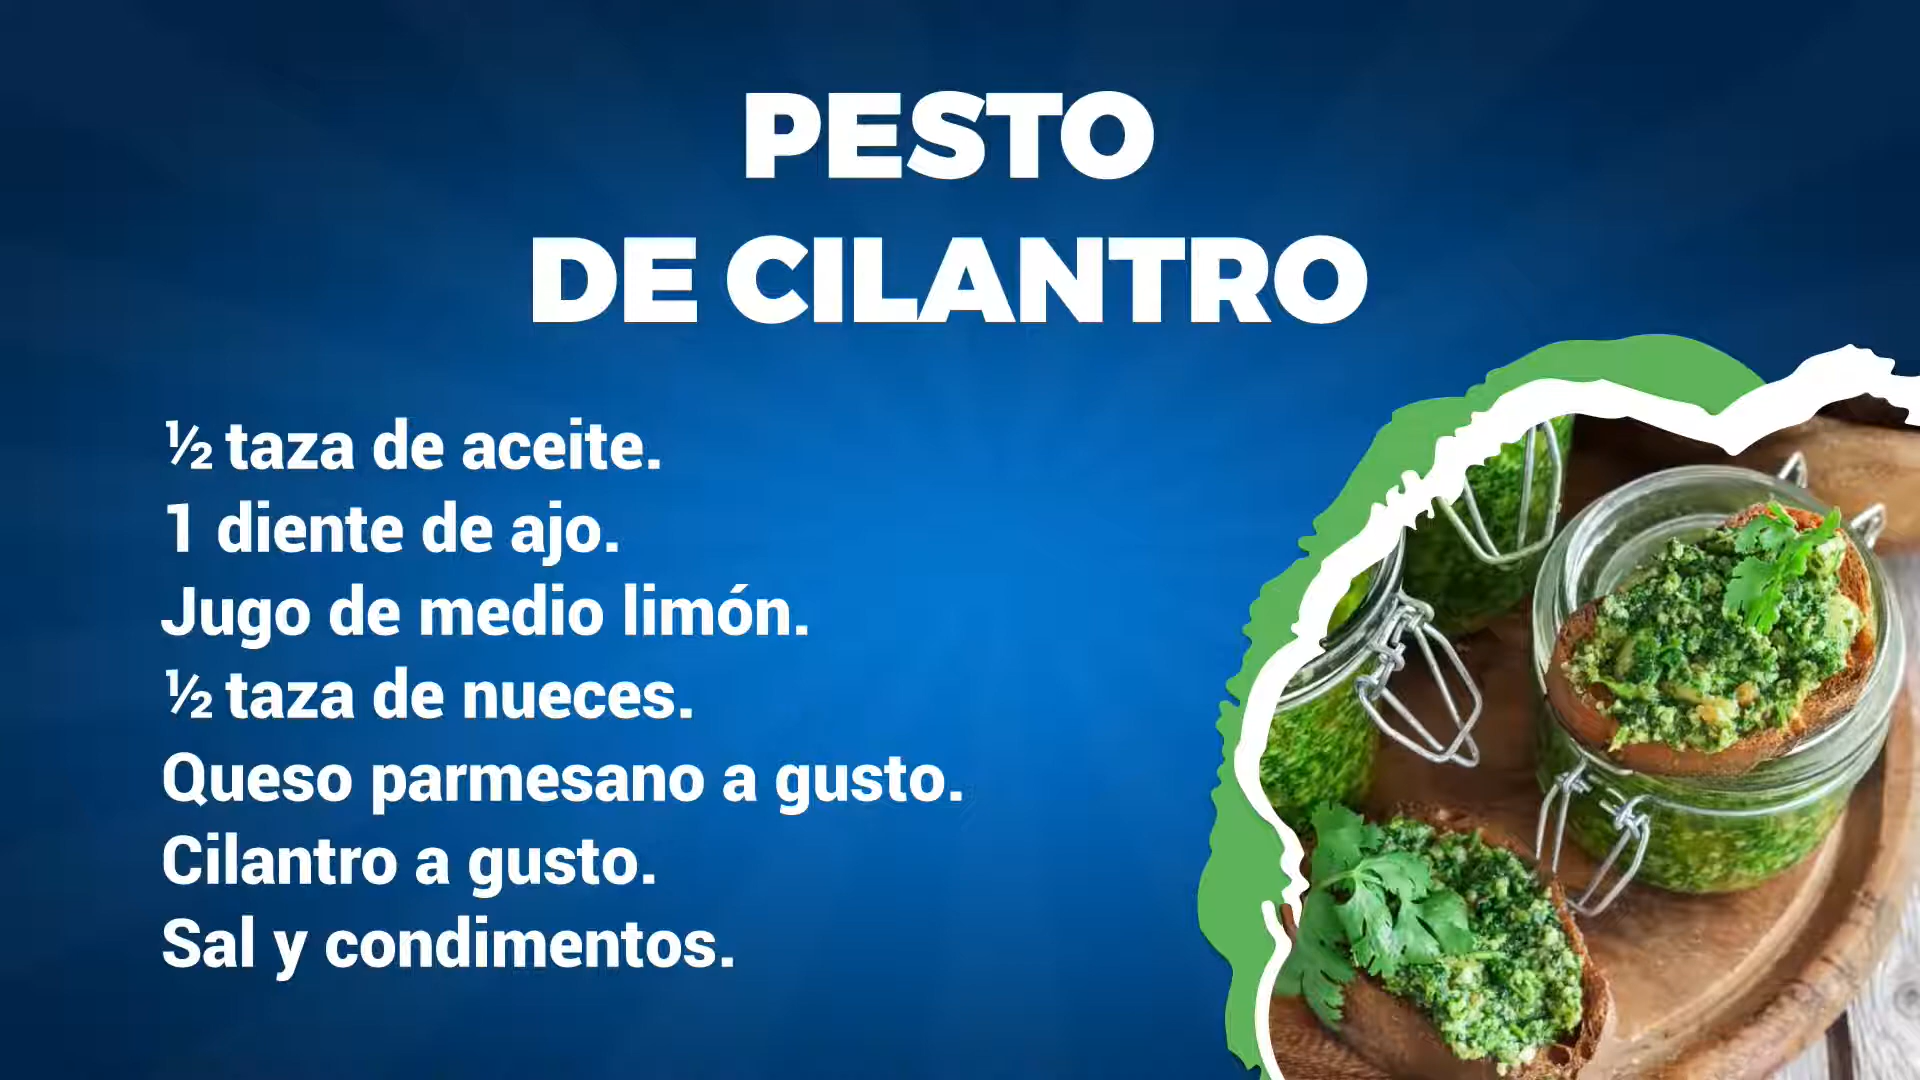 PESTO
DE CILANTRO
½ taza de aceite.
1 diente de ajo.
Jugo de medio limón.
½ taza de nueces.
Queso parmesano a gusto.
Cilantro a gusto.
Sal y condimentos.